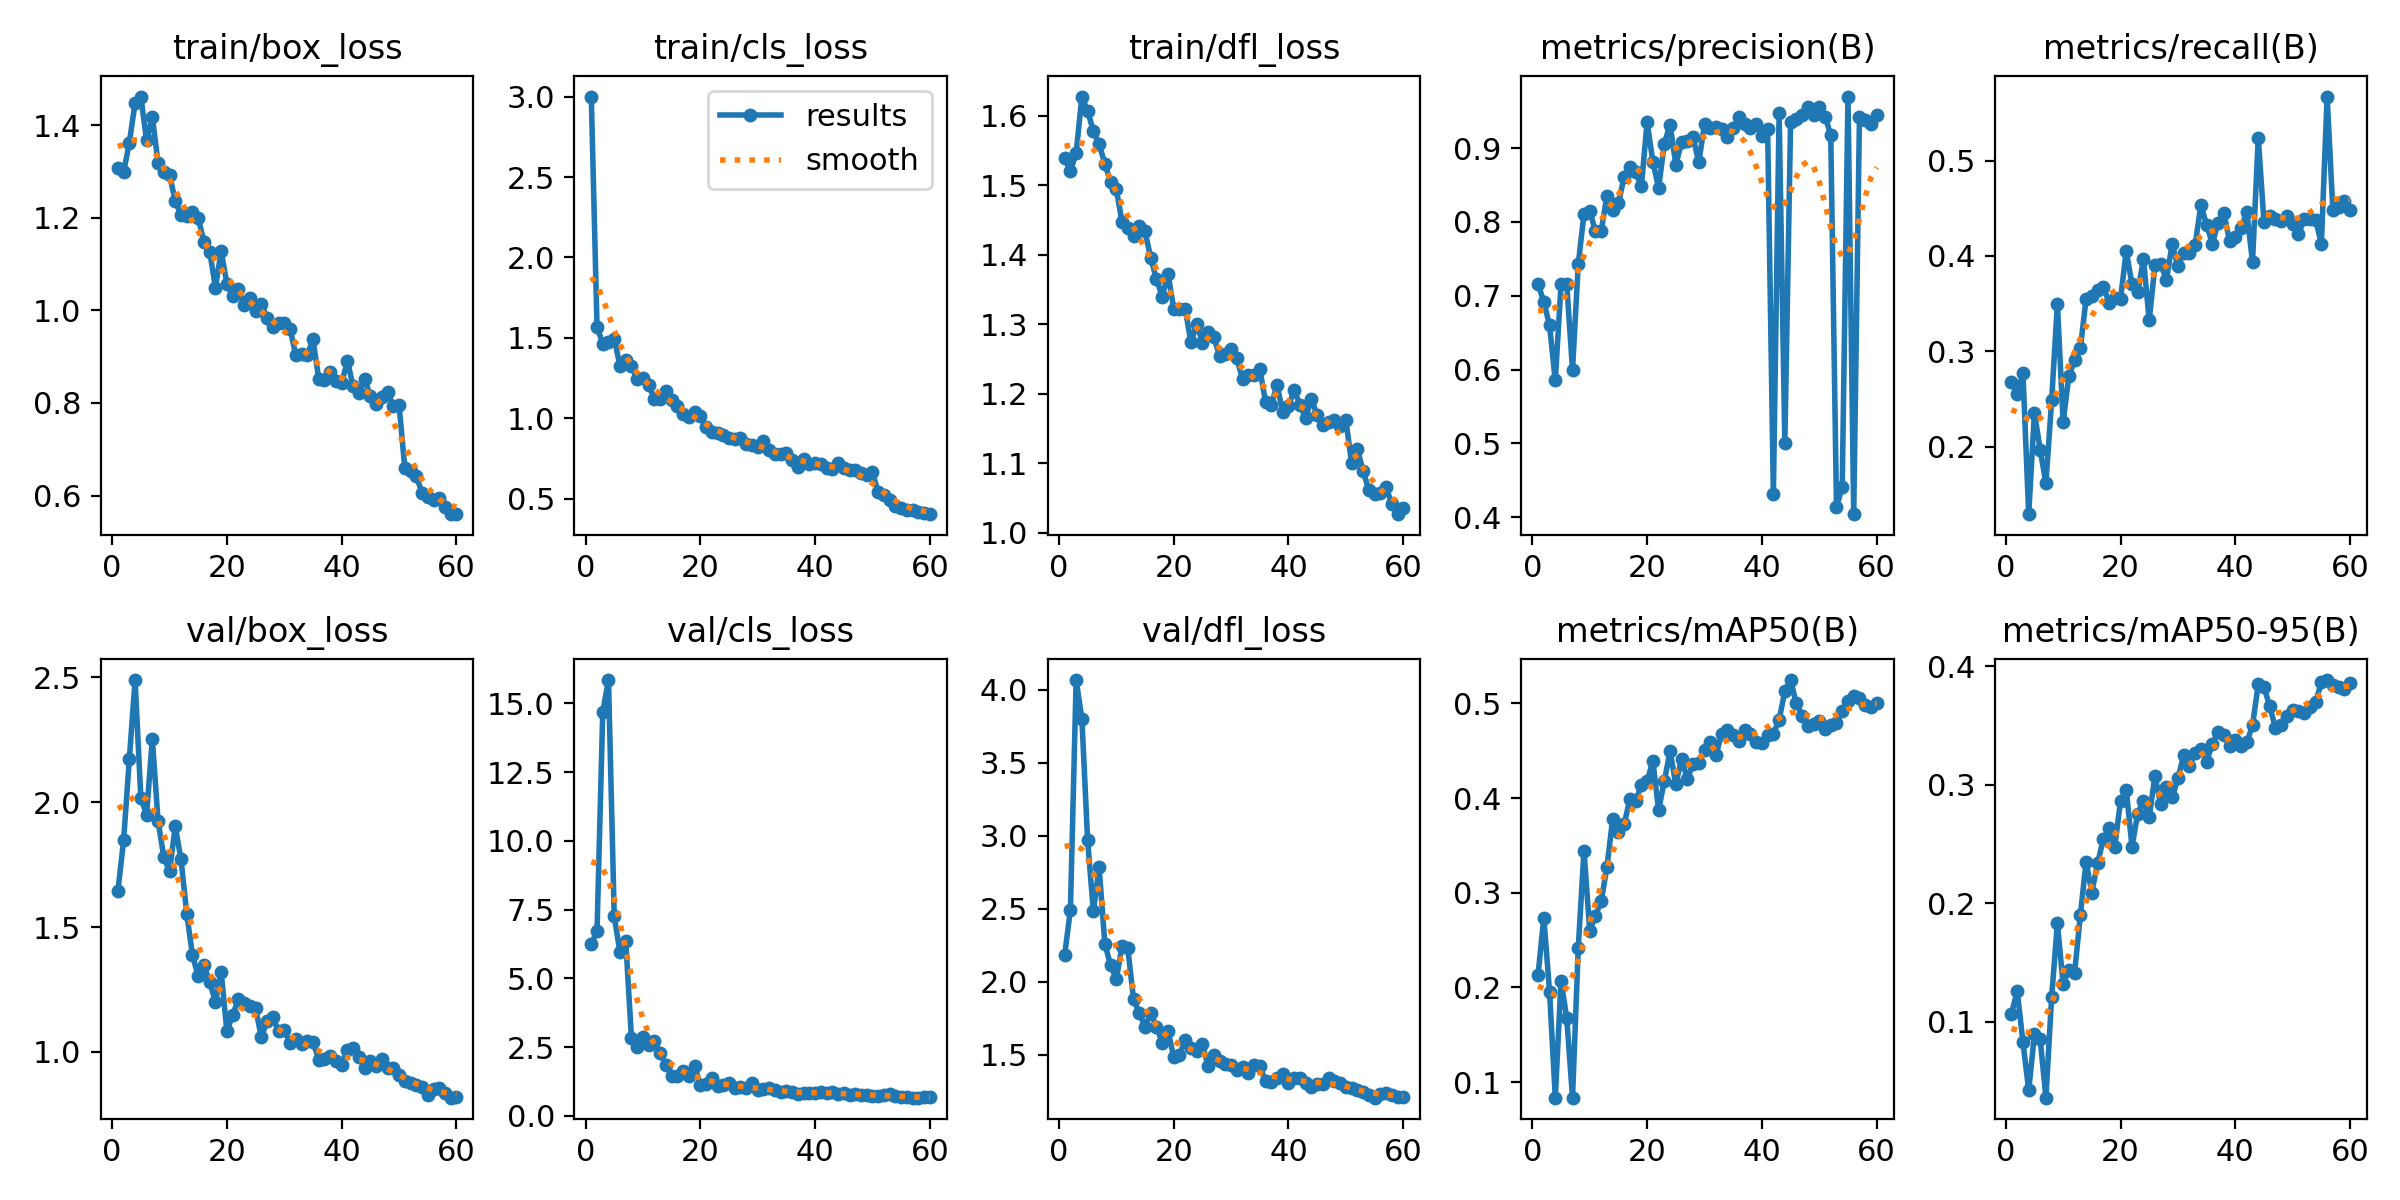 train/box_loss
train/cls_loss
train/dfl_loss
metrics/precision(B)
metrics/recall(B)
1.4
1.2
1.0
0.8
0.6
0 20 40 60
3.0
2.5
2.0
1.5
1.0
0.5
results
smooth
0 20 40 60
1.6
1.5
1.4
1.3
1.2
1.1
1.0
0 20 40 60
0.9
0.8
0.7
0.6
0.5
0.4
0 20 40 60
0.5
0.4
0.3
0.2
0 20 40 60
val/box_loss
val/cls_loss
val/dfl_loss
metrics/mAP50(B)
metrics/mAP50-95(B)
2.5
2.0
1.5
1.0
0 20 40 60
15.0
12.5
10.0
7.5
5.0
2.5
0.0
0 20 40 60
4.0
3.5
3.0
2.5
2.0
1.5
0 20 40 60
0.5
0.4
0.3
0.2
0.1
0 20 40 60
0.4
0.3
0.2
0.1
0 20 40 60